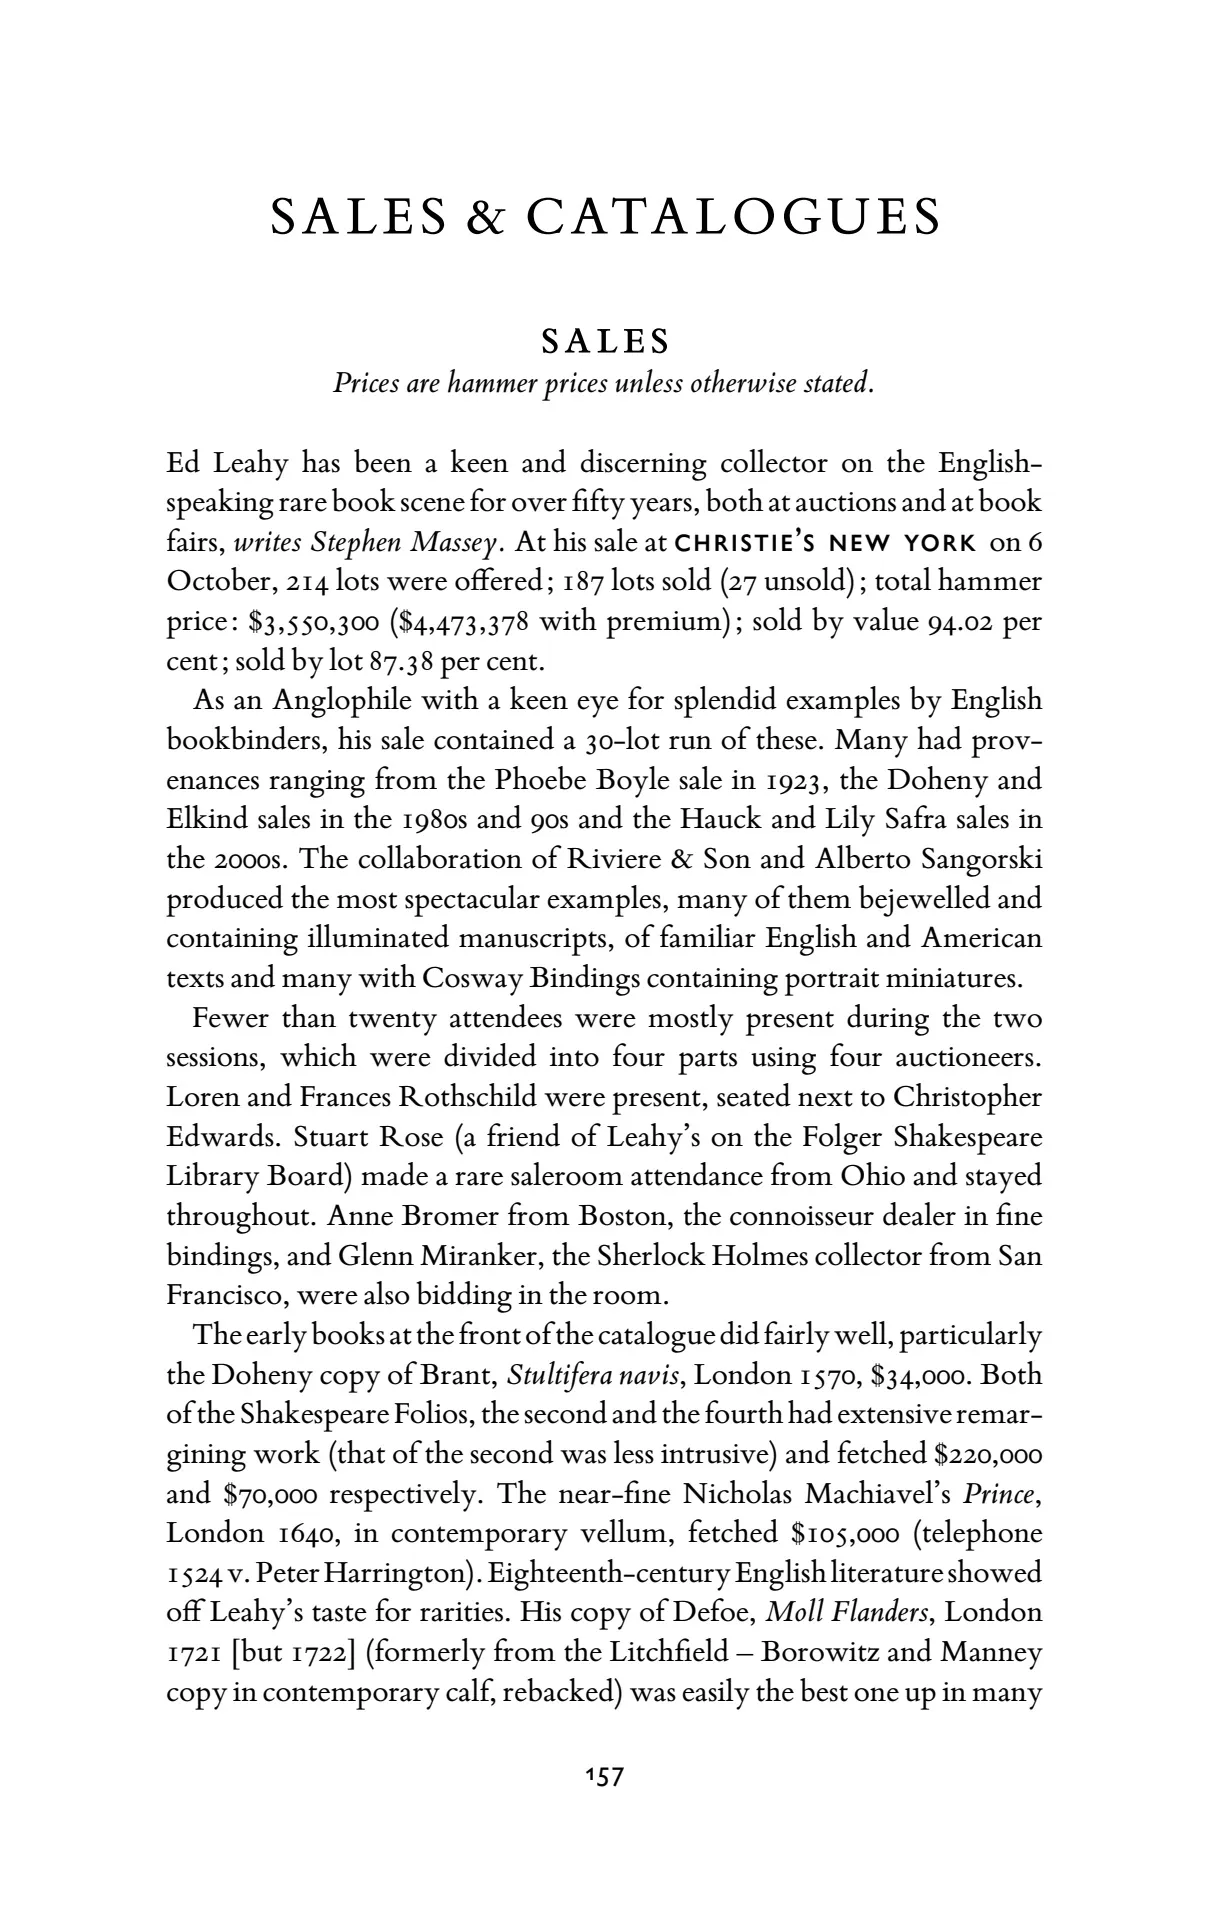 SALES & CATALOGUES
SALES
Prices are hammer prices unless otherwise stated.
Ed Leahy has been a keen and discerning collector on the English-
speaking rare book scene for over fifty years, both at auctions and at book
fairs, writes Stephen Massey. At his sale at CHRISTIE’S NEW YORK on 6
October, 214 lots were offered; 187 lots sold (27 unsold); total hammer
price: $3,550,300 ($4,473,378 with premium); sold by value 94.02 per
cent; sold by lot 87.38 per cent.
As an Anglophile with a keen eye for splendid examples by English
bookbinders, his sale contained a 30-lot run of these. Many had prov-
enances ranging from the Phoebe Boyle sale in 1923, the Doheny and
Elkind sales in the 1980s and 90s and the Hauck and Lily Safra sales in
the 2000s. The collaboration of Riviere & Son and Alberto Sangorski
produced the most spectacular examples, many of them bejewelled and
containing illuminated manuscripts, of familiar English and American
texts and many with Cosway Bindings containing portrait miniatures.
Fewer than twenty attendees were mostly present during the two
sessions, which were divided into four parts using four auctioneers.
Loren and Frances Rothschild were present, seated next to Christopher
Edwards. Stuart Rose (a friend of Leahy’s on the Folger Shakespeare
Library Board) made a rare saleroom attendance from Ohio and stayed
throughout. Anne Bromer from Boston, the connoisseur dealer in fine
bindings, and Glenn Miranker, the Sherlock Holmes collector from San
Francisco, were also bidding in the room.
The early books at the front of the catalogue did fairly well, particularly
the Doheny copy of Brant, Stultifera navis, London 1570, $34,000. Both
of the Shakespeare Folios, the second and the fourth had extensive remar-
gining work (that of the second was less intrusive) and fetched $220,000
and $70,000 respectively. The near-fine Nicholas Machiavel’s Prince,
London 1640, in contemporary vellum, fetched $105,000 (telephone
1524 v. Peter Harrington). Eighteenth-century English literature showed
off Leahy’s taste for rarities. His copy of Defoe, Moll Flanders, London
1721 [but 1722] (formerly from the Litchfield – Borowitz and Manney
copy in contemporary calf, rebacked) was easily the best one up in many
157